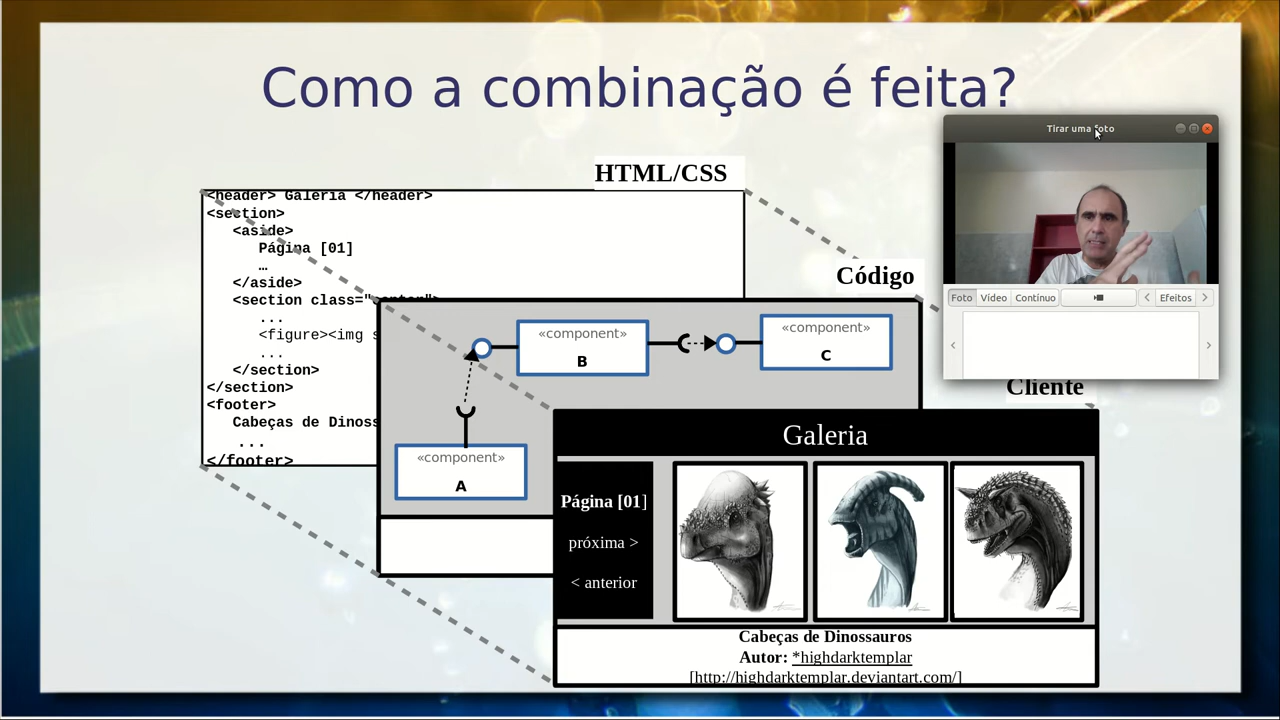 Como a combinação é feita?
HTML/CSS
<header> Galeria </header>
<section>
<aside>
Página [01]
…
</aside>
<section class="center">
...
<figure><img s
...
</section>
</section>
<footer>
Cabeças de Dinoss
...
</footer>
Código
«component»
B
«component»
C
«component»
A
Tirar uma foto
Foto Vídeo Contínuo Efeitos
Cliente
Galeria
Página [01]
próxima >
< anterior
Cabeças de Dinossauros
Autor: *highdarktemplar
[http://highdarktemplar.deviantart.com/]